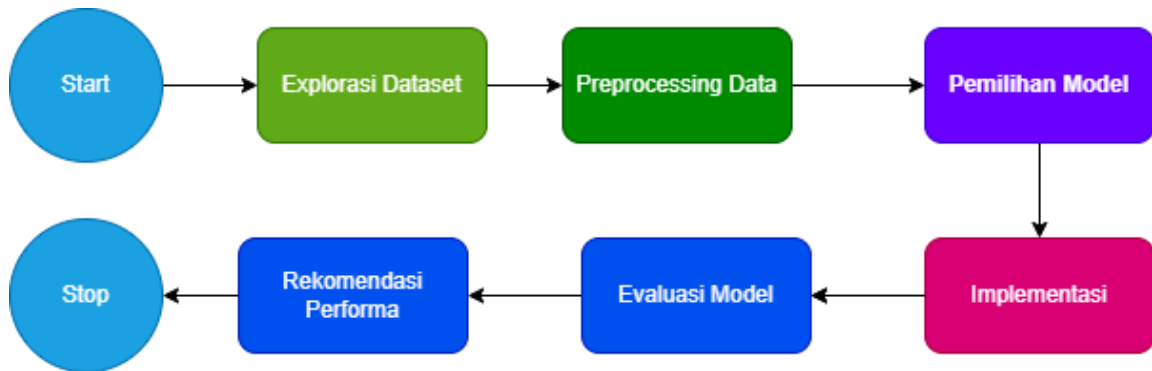 Start
Explorasi Dataset
Preprocessing Data
Pemilihan Model
Implementasi
Evaluasi Model
Rekomendasi
Performa
Stop